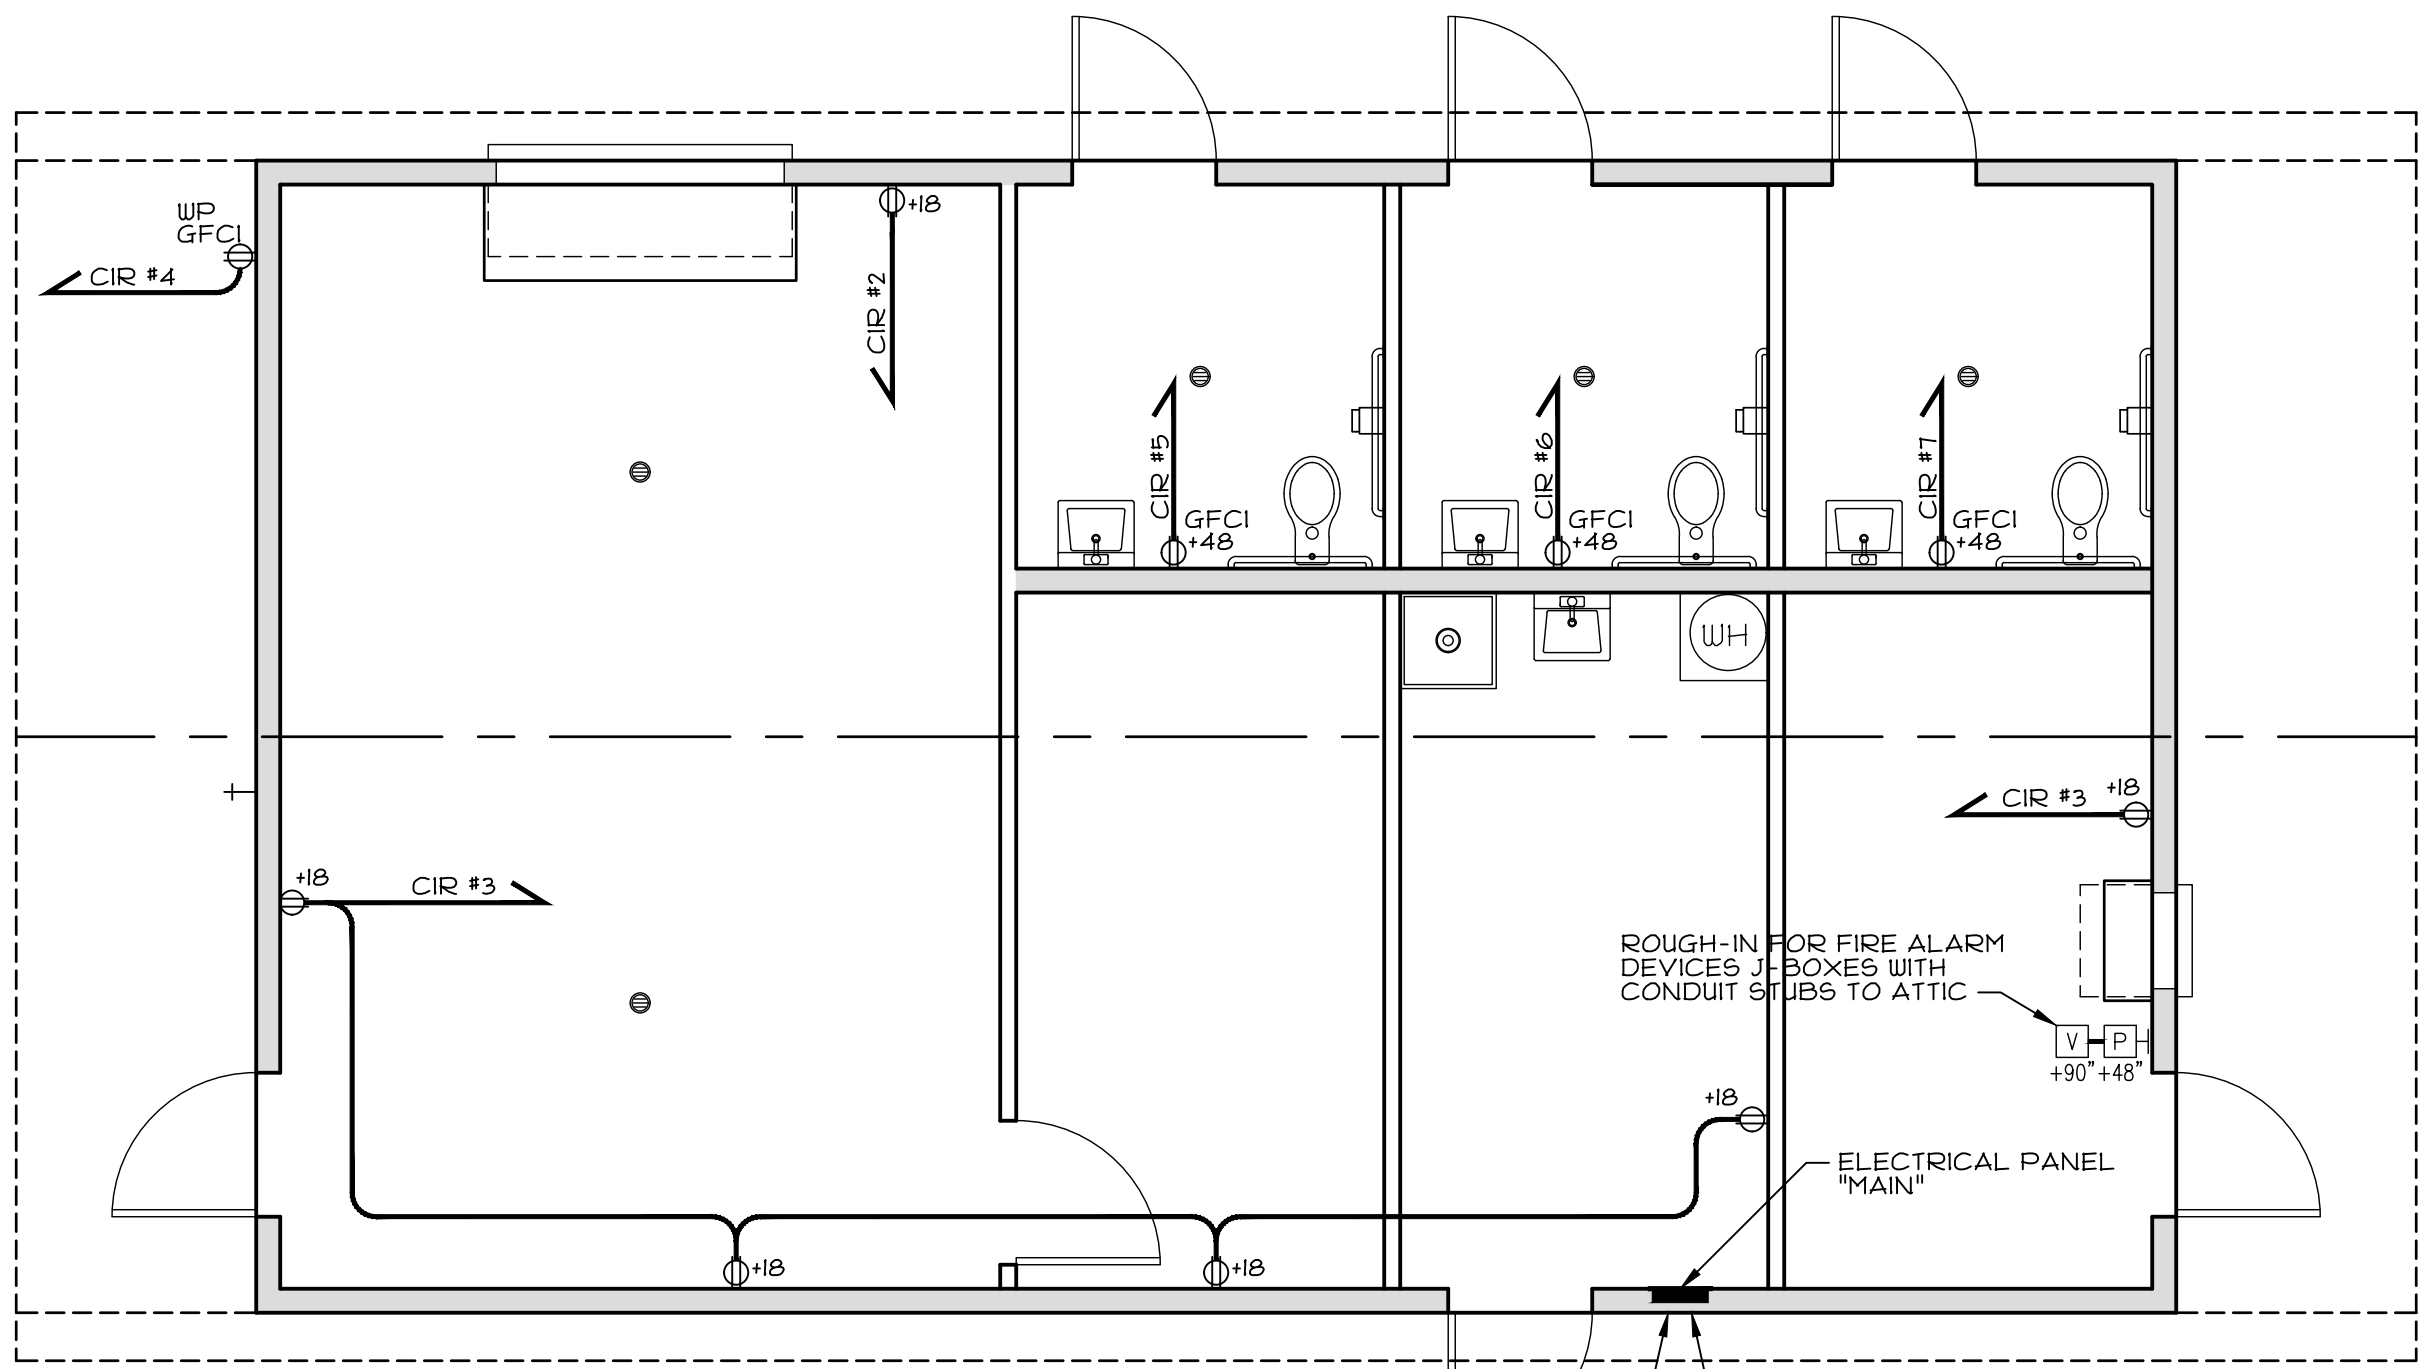 WP
GFCI
CIR #4
+18
CIR #2
CIR #5
GFCI
+48
CIR #6
GFCI
+48
CIR #7
GFCI
+48
WH
CIR #3
+18
+18
CIR #3
ROUGH-IN FOR FIRE ALARM
DEVICES J-BOXES WITH
CONDUIT STUBS TO ATTIC
V
P
+90" +48"
+18
ELECTRICAL PANEL
"MAIN"
+18
+18